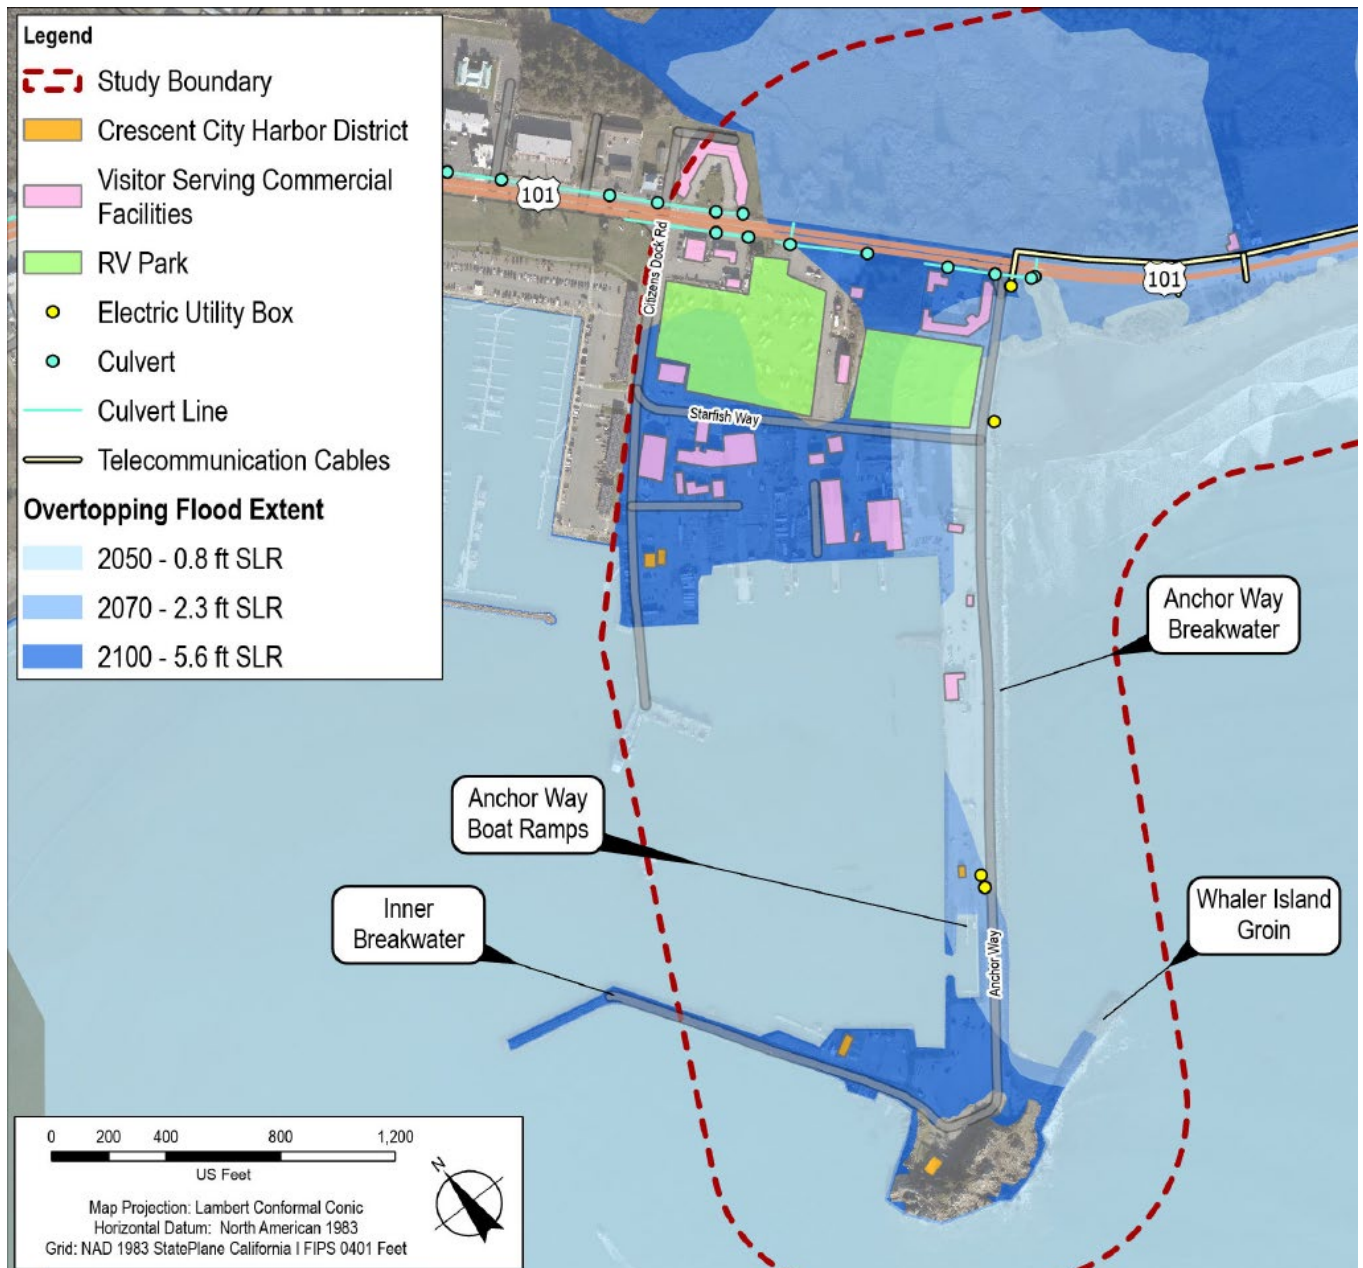 Legend
Study Boundary
Crescent City Harbor District
Visitor Serving Commercial
Facilities
RV Park
Electric Utility Box
Culvert
Culvert Line
Telecommunication Cables
Overtopping Flood Extent
2050 - 0.8 ft SLR
2070 - 2.3 ft SLR
2100 - 5.6 ft SLR
101
Citizens Dock Rd
101
Starfish Way
Anchor Way
Breakwater
Anchor Way
Boat Ramps
Inner
Breakwater
Whaler Island
Groin
Anchor Way
0 200 400 800 1,200
US Feet
N
Map Projection: Lambert Conformal Conic
Horizontal Datum: North American 1983
Grid: NAD 1983 StatePlane California I FIPS 0401 Feet